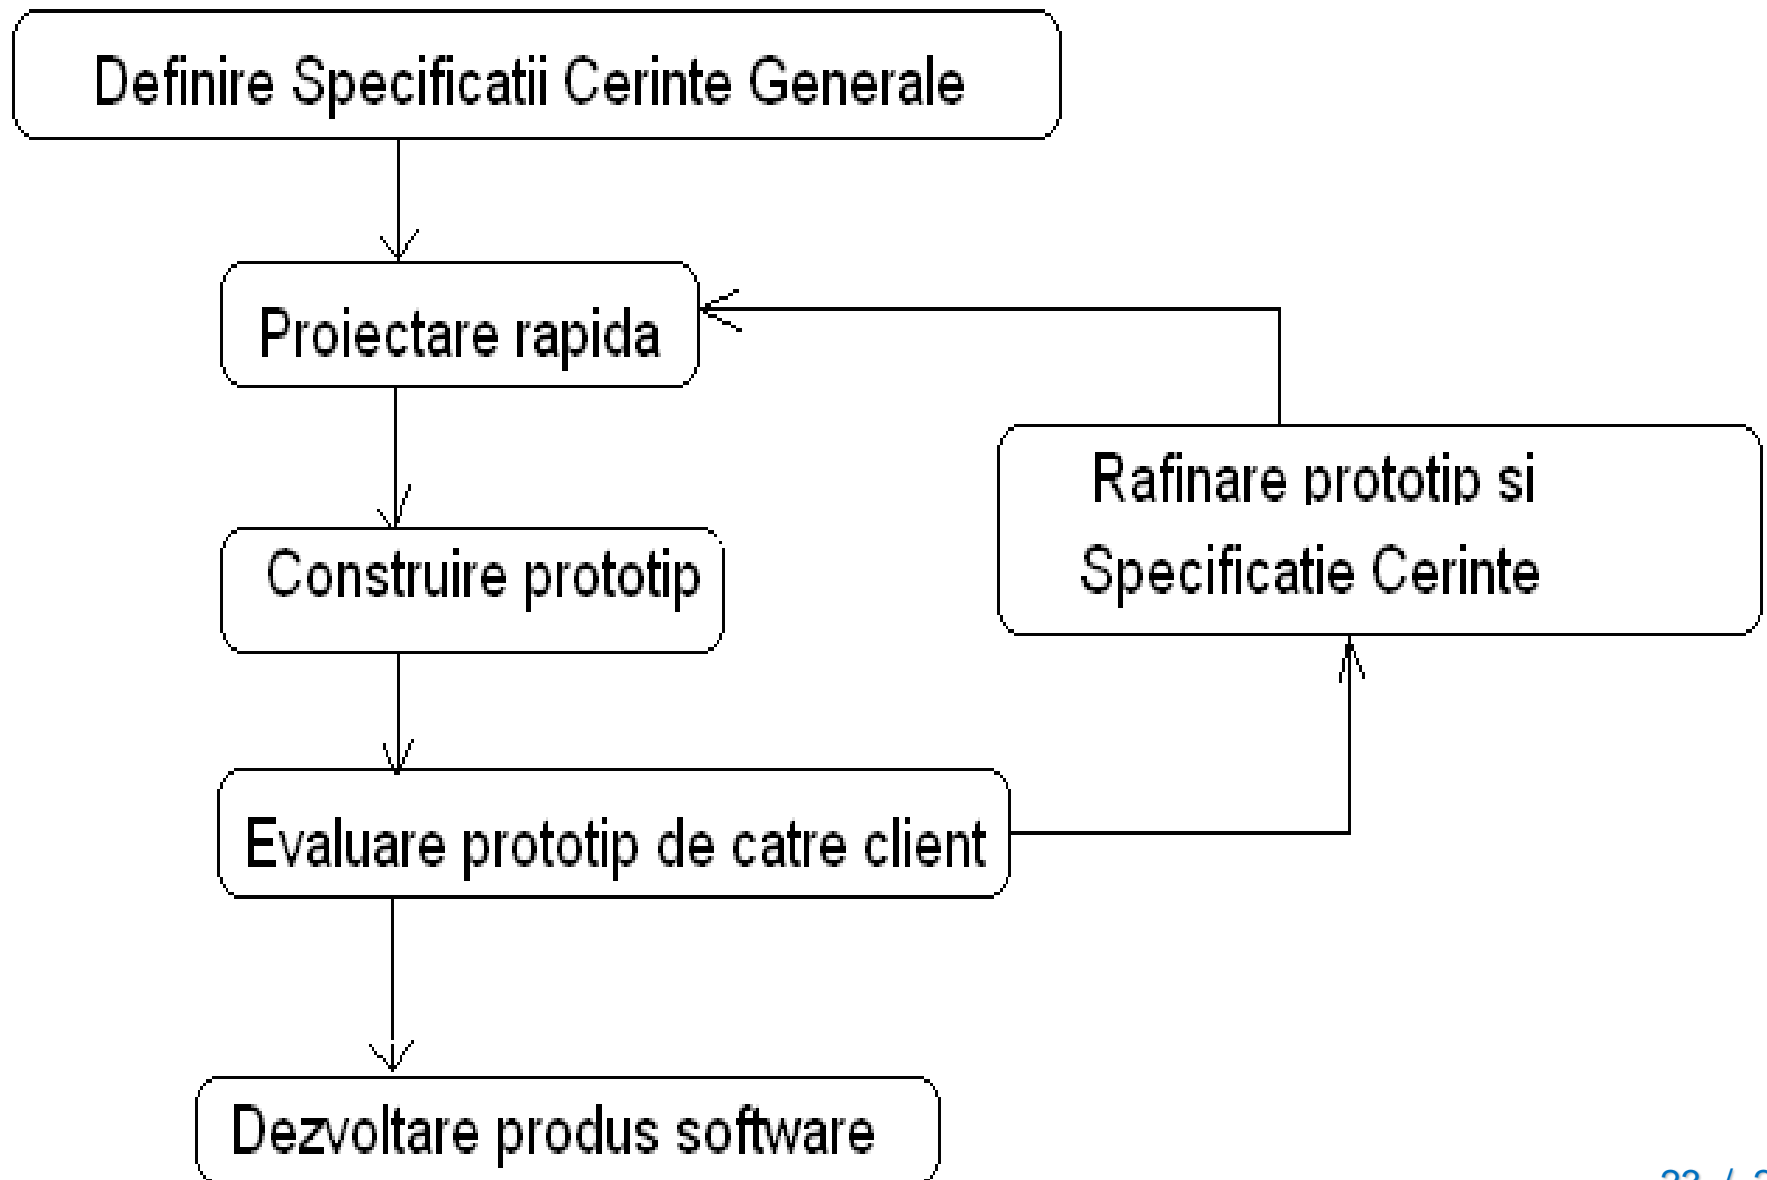 Definire Specificatii Cerinte Generale
Proiectare rapida
Rafinare prototip si
Specificatie Cerinte
Construire prototip
Evaluare prototip de catre client
Dezvoltare produs software